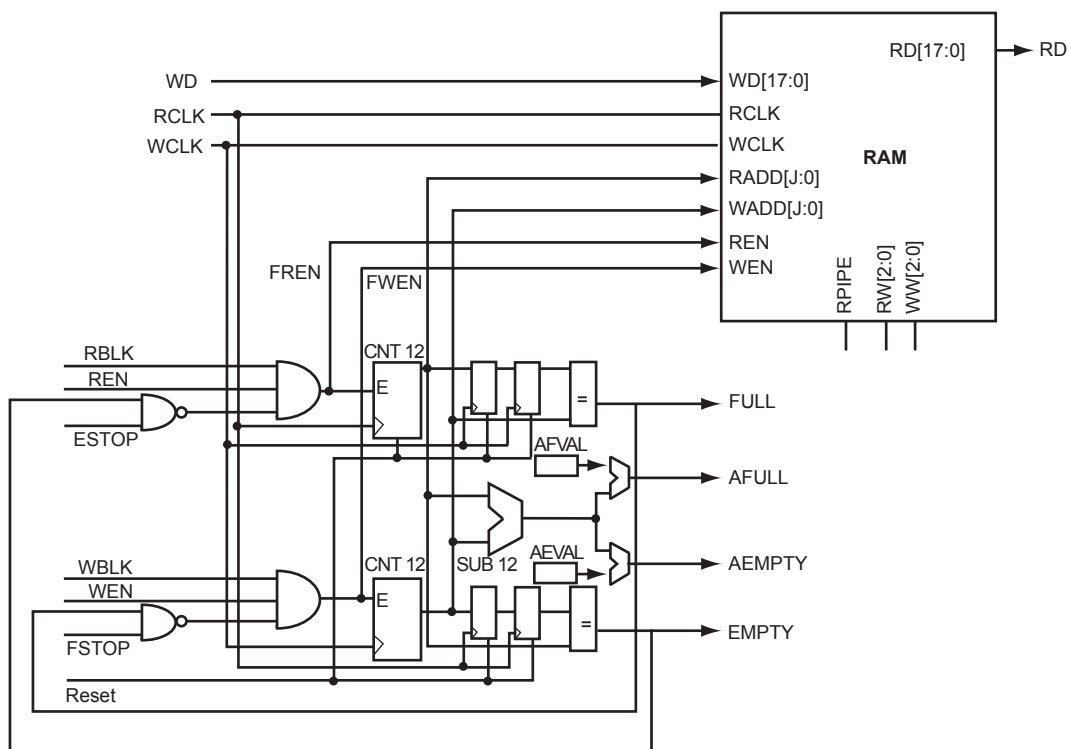 RD[17:0]
RD
WD
WD[17:0]
RCLK
RCLK
WCLK
WCLK
RAM
RADD[J:0]
WADD[J:0]
REN
FREN
FWEN
WEN
RPIPE
RW[2:0]
WW[2:0]
RBLK
CNT 12
REN
E
=
FULL
ESTOP
AFVAL
AFULL
WBLK
CNT 12
SUB 12
AEVAL
AEMPTY
WEN
E
=
EMPTY
FSTOP
Reset